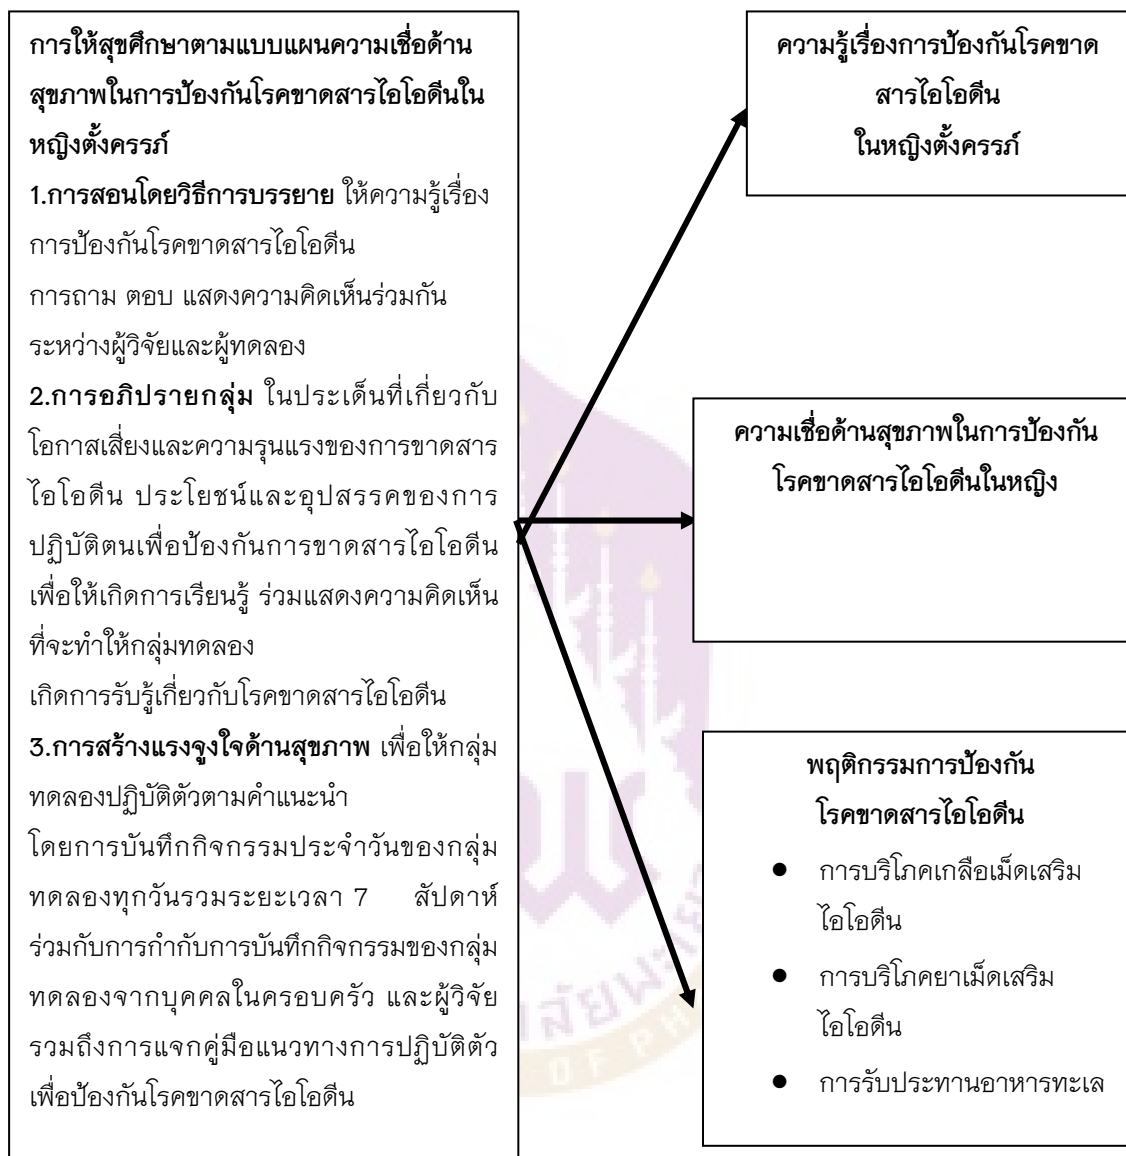 การให้สุขศึกษาตามแบบแผนความเชื่อด้าน
สุขภาพในการป้องกันโรคขาดสารไอโอดีนใน
หญิงตั้งครรภ์
1.การสอนโดยวิธีการบรรยาย ให้ความรู้เรื่อง
การป้องกันโรคขาดสารไอโอดีน
การถาม ตอบ แสดงความคิดเห็นร่วมกัน
ระหว่างผู้วิจัยและผู้ทดลอง
2.การอภิปรายกลุ่ม ในประเด็นที่เกี่ยวกับ
โอกาสเสี่ยงและความรุนแรงของการขาดสาร
ไอโอดีน ประโยชน์และอุปสรรคของการ
ปฏิบัติตนเพื่อป้องกันการขาดสารไอโอดีน
เพื่อให้เกิดการเรียนรู้ ร่วมแสดงความคิดเห็น
ที่จะทำให้กลุ่มทดลอง
เกิดการรับรู้เกี่ยวกับโรคขาดสารไอโอดีน
3.การสร้างแรงจูงใจด้านสุขภาพ เพื่อให้กลุ่ม
ทดลองปฏิบัติตัวตามคำแนะนำ
โดยการบันทึกกิจกรรมประจำวันของกลุ่ม
ทดลองทุกวันรวมระยะเวลา 7 สัปดาห์
ร่วมกับการกำกับการบันทึกกิจกรรมของกลุ่ม
ทดลองจากบุคคลในครอบครัว และผู้วิจัย
รวมถึงการแจกคู่มือแนวทางการปฏิบัติตัว
เพื่อป้องกันโรคขาดสารไอโอดีน
ความรู้เรื่องการป้องกันโรคขาด
สารไอโอดีน
ในหญิงตั้งครรภ์
ความเชื่อด้านสุขภาพในการป้องกัน
โรคขาดสารไอโอดีนในหญิง
พฤติกรรมการป้องกัน
โรคขาดสารไอโอดีน
● การบริโภคเกลือเม็ดเสริม
ไอโอดีน
● การบริโภคยาเม็ดเสริม
ไอโอดีน
● การรับประทานอาหารทะเล
OF P